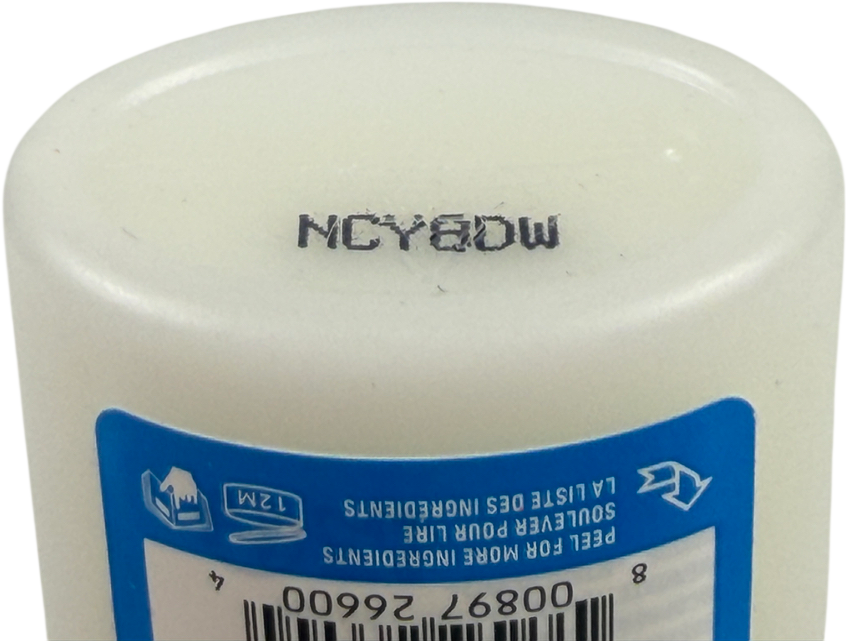 NCY8DW
8 00897 26600 4
PEEL FOR MORE INGREDIENTS
SOULEVER POUR LIRE
LA LISTE DES INGRÉDIENTS
12M